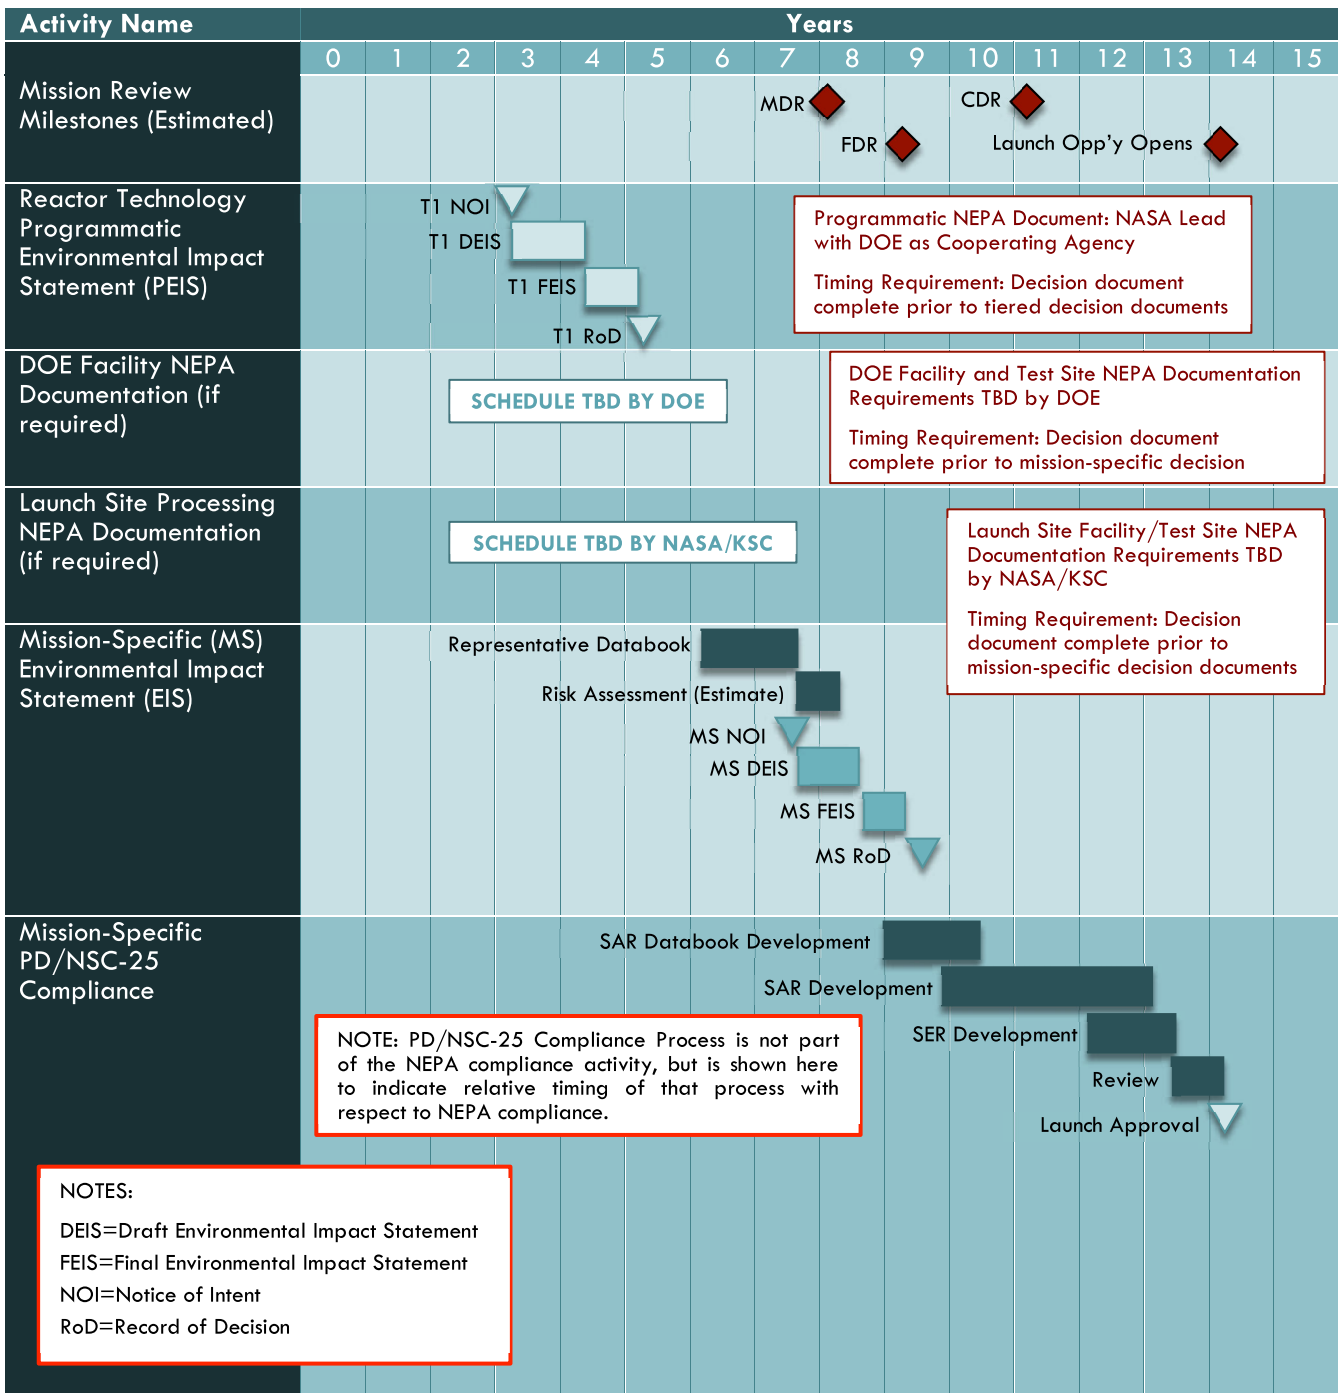 Activity Name
Years
0 1 2 3 4 5 6 7 8 9 10 11 12 13 14 15
Mission Review
Milestones (Estimated)
MDR
CDR
FDR
Launch Opp'y Opens
Reactor Technology
Programmatic
Environmental Impact
Statement (PEIS)
T1 NOI
T1 DEIS
T1 FEIS
T1 RoD
Programmatic NEPA Document: NASA Lead
with DOE as Cooperating Agency
Timing Requirement: Decision document
complete prior to tiered decision documents
DOE Facility NEPA
Documentation (if
required)
SCHEDULE TBD BY DOE
DOE Facility and Test Site NEPA Documentation
Requirements TBD by DOE
Timing Requirement: Decision document
complete prior to mission-specific decision
Launch Site Processing
NEPA Documentation
(if required)
SCHEDULE TBD BY NASA/KSC
Launch Site Facility/Test Site NEPA
Documentation Requirements TBD
by NASA/KSC
Timing Requirement: Decision
document complete prior to
mission-specific decision documents
Mission-Specific (MS)
Environmental Impact
Statement (EIS)
Representative Databook
Risk Assessment (Estimate)
MS NOI
MS DEIS
MS FEIS
MS RoD
Mission-Specific
PD/NSC-25
Compliance
SAR Databook Development
SAR Development
SER Development
Review
Launch Approval
NOTE: PD/NSC-25 Compliance Process is not part
of the NEPA compliance activity, but is shown here
to indicate relative timing of that process with
respect to NEPA compliance.
NOTES:
DEIS=Draft Environmental Impact Statement
FEIS=Final Environmental Impact Statement
NOI=Notice of Intent
RoD=Record of Decision